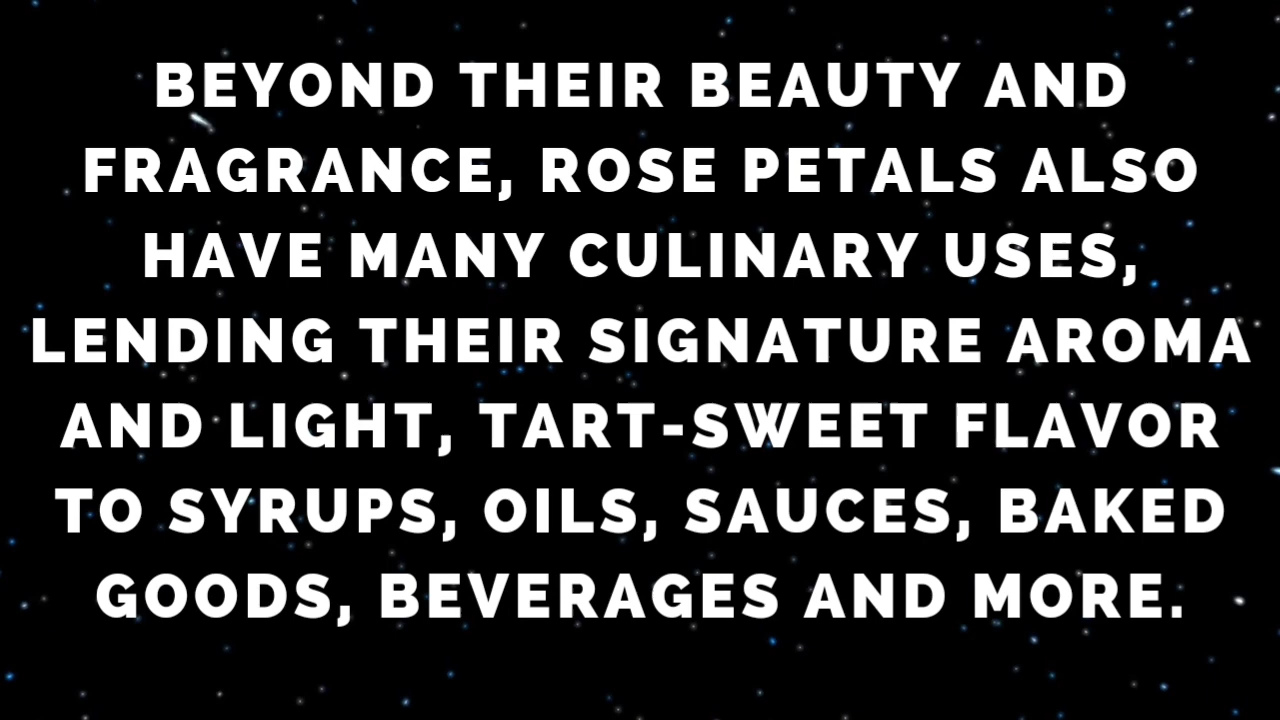 BEYOND THEIR BEAUTY AND
FRAGRANCE, ROSE PETALS ALSO
HAVE MANY CULINARY USES,
LENDING THEIR SIGNATURE AROMA
AND LIGHT, TART-SWEET FLAVOR
TO SYRUPS, OILS, SAUCES, BAKED
GOODS, BEVERAGES AND MORE.